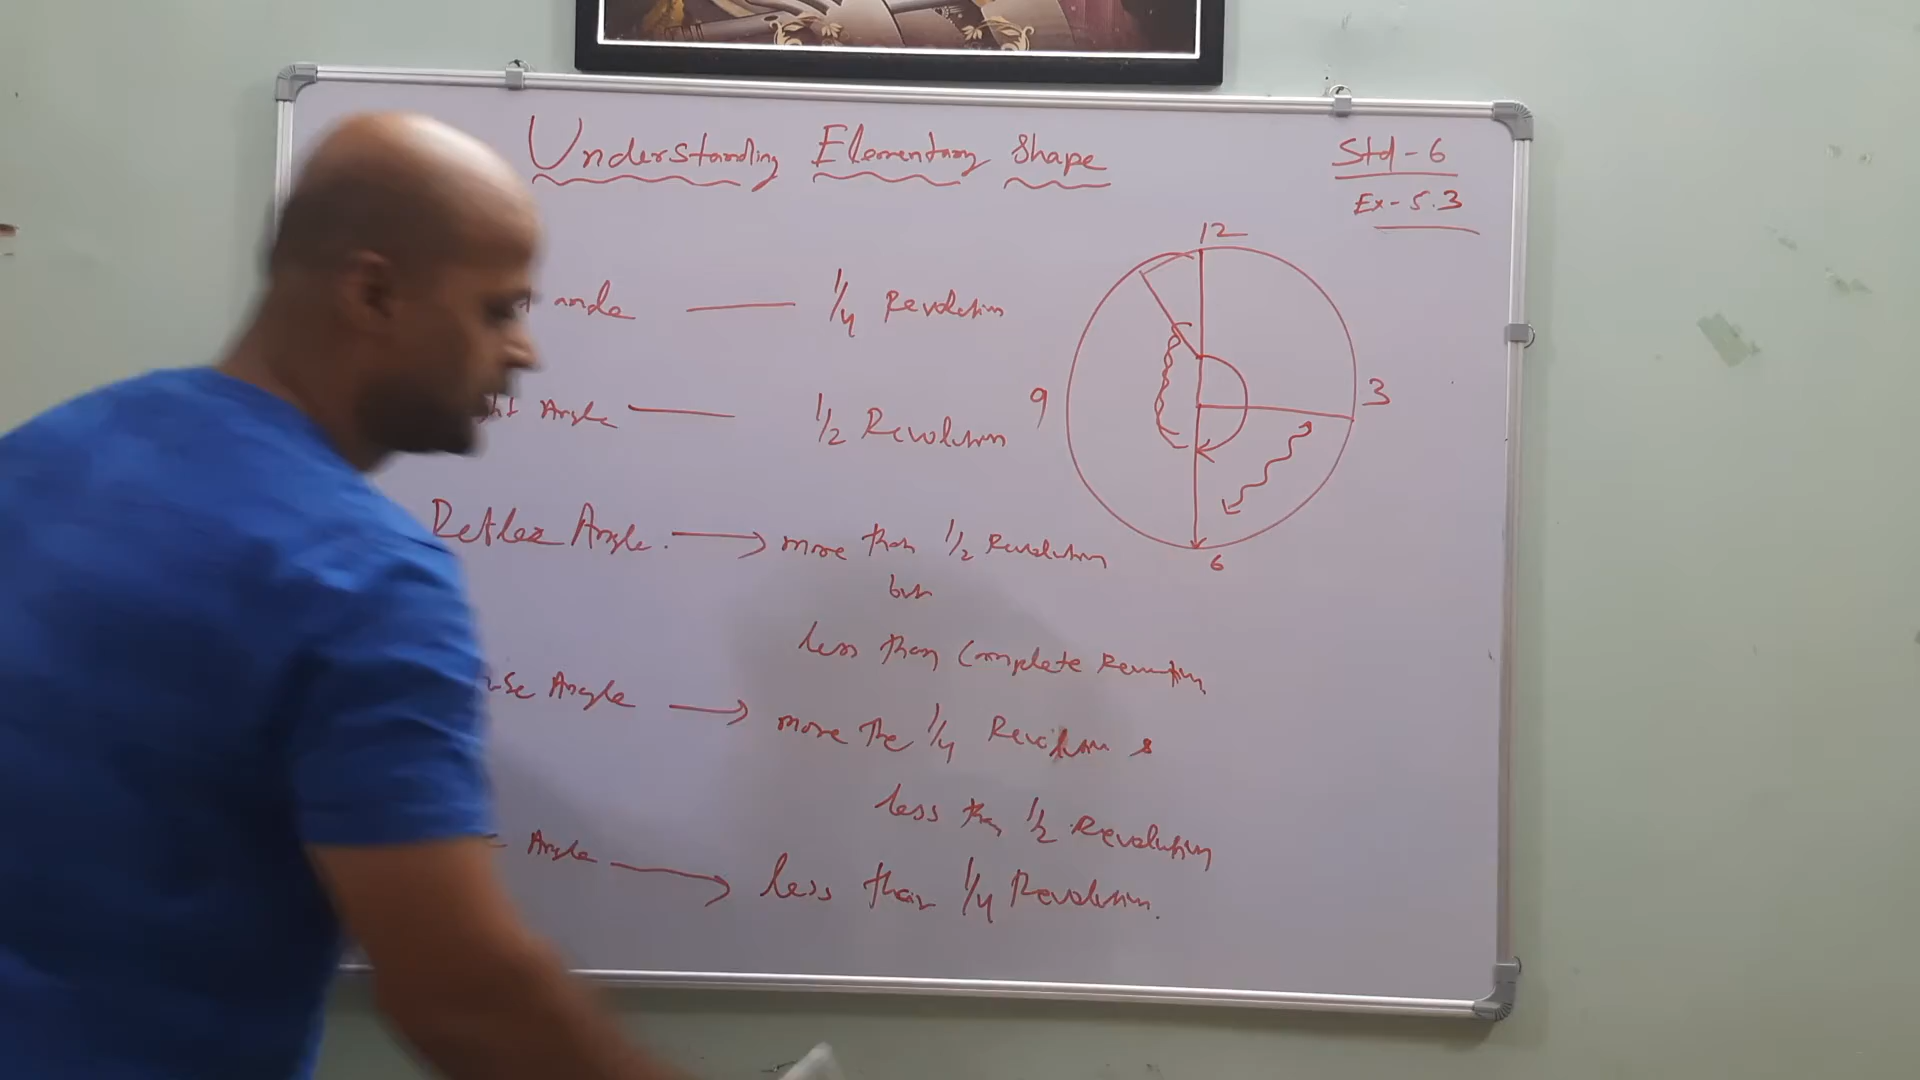 Understanding Elementary Shape
Std-6
Ex-5.3
12
angle — 1/4 Revolution
9
3
Angle — 1/2 Revolution
Reflex Angle. → more than 1/2 Revolution
6
but
less than Complete
Angle → more The 1/4 Revolution &
less than 1/2 Revolution
Angle → less than 1/4 Revolution.